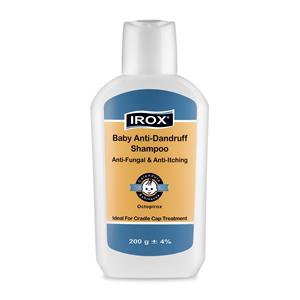 IROX®
Baby Anti-Dandruff
Shampoo
Anti-Fungal & Anti-Itching
Octopirox
Ideal For Cradle Cap Treatment
200 g ± 4%